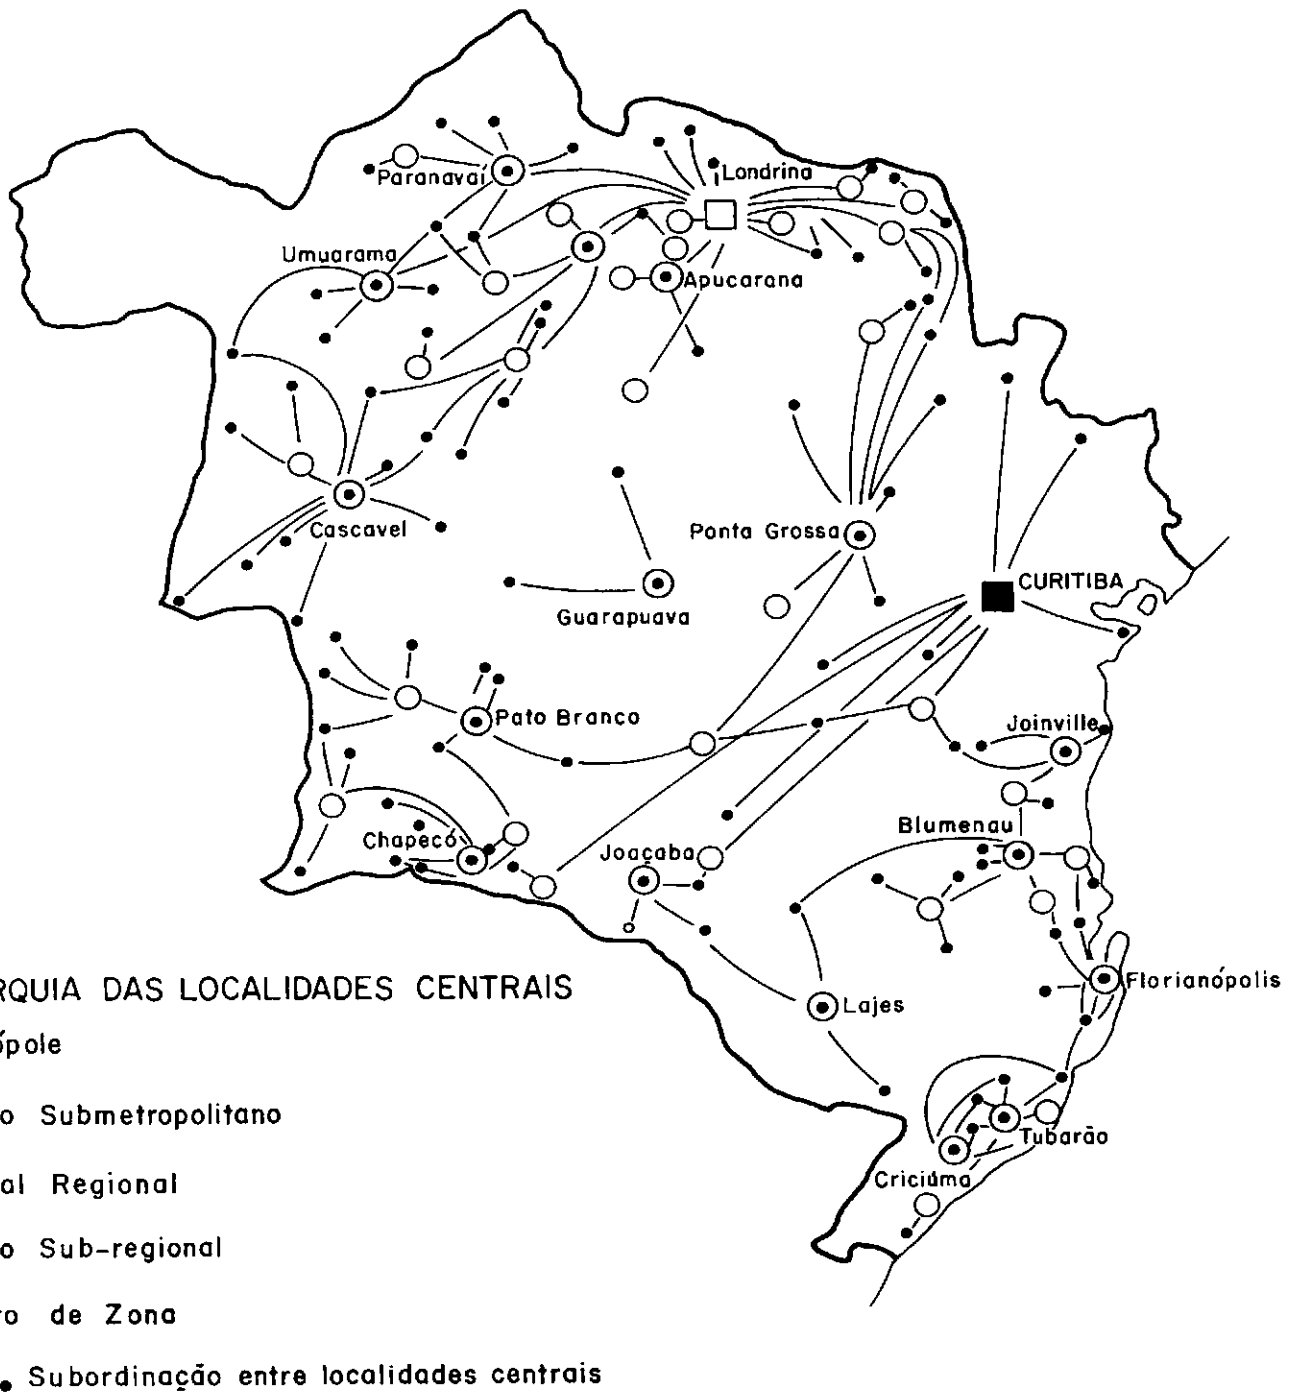 Londrina
Paranavaí
Umuarama
Apucarana
Cascavel
Ponta Grossa
CURITIBA
Guarapuava
Pato Branco
Joinville
Blumenau
Chapecó
Joaçaba
Florianópolis
Lajes
Tubarão
Criciúma
RQUIA DAS LOCALIDADES CENTRAIS
ópole
o Submetropolitano
al Regional
o Sub-regional
ro de Zona
Subordinação entre localidades centrais